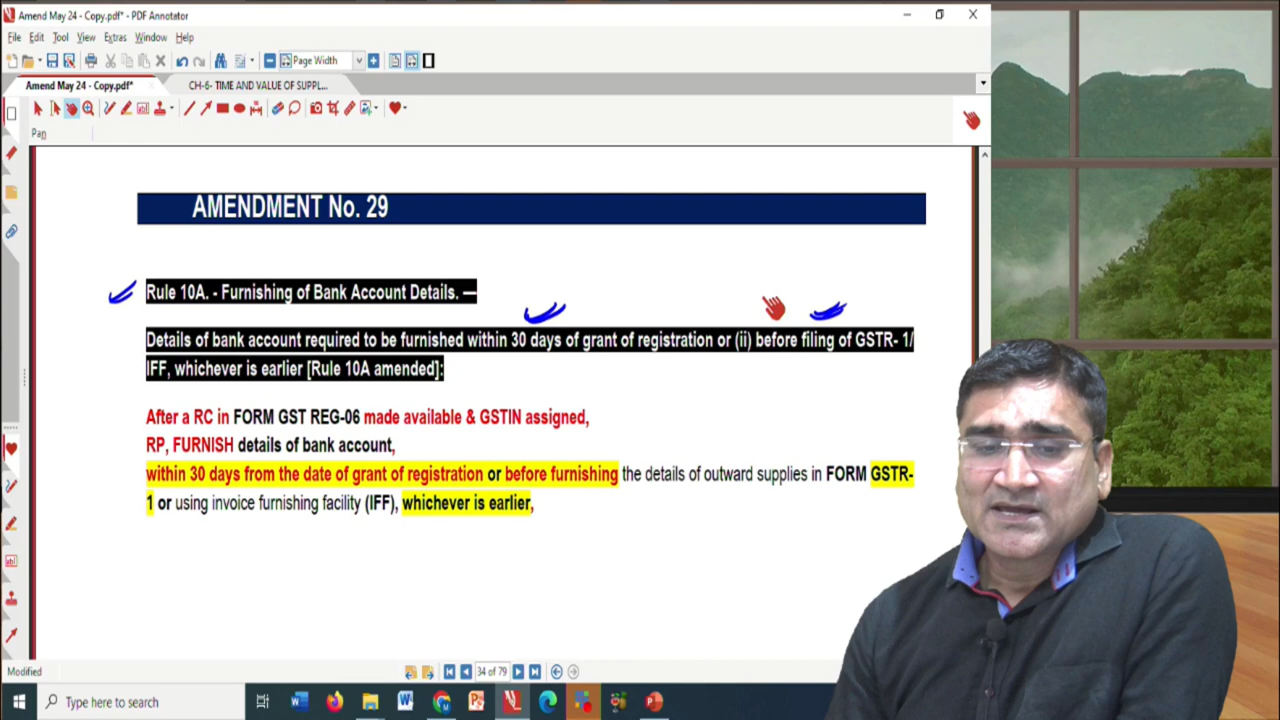 Amend May 24 - Copy.pdf* - PDF Annotator
File Edit Tool View Extras Window Help
Page Width
Amend May 24 - Copy.pdf*
CH-6- TIME AND VALUE OF SUPPL...
Pan
AMENDMENT No. 29
Rule 10A. - Furnishing of Bank Account Details. —
Details of bank account required to be furnished within 30 days of grant of registration or (ii) before filing of GSTR- 1/
IFF, whichever is earlier [Rule 10A amended]:
After a RC in FORM GST REG-06 made available & GSTIN assigned,
RP, FURNISH details of bank account,
within 30 days from the date of grant of registration or before furnishing the details of outward supplies in FORM GSTR-
1 or using invoice furnishing facility (IFF), whichever is earlier,
Modified
34 of 79
Type here to search